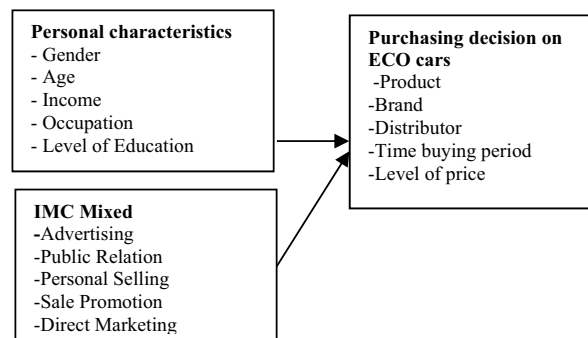 Personal characteristics
- Gender
- Age
- Income
- Occupation
- Level of Education
IMC Mixed
-Advertising
-Public Relation
-Personal Selling
-Sale Promotion
-Direct Marketing
Purchasing decision on
ECO cars
-Product
-Brand
-Distributor
-Time buying period
-Level of price